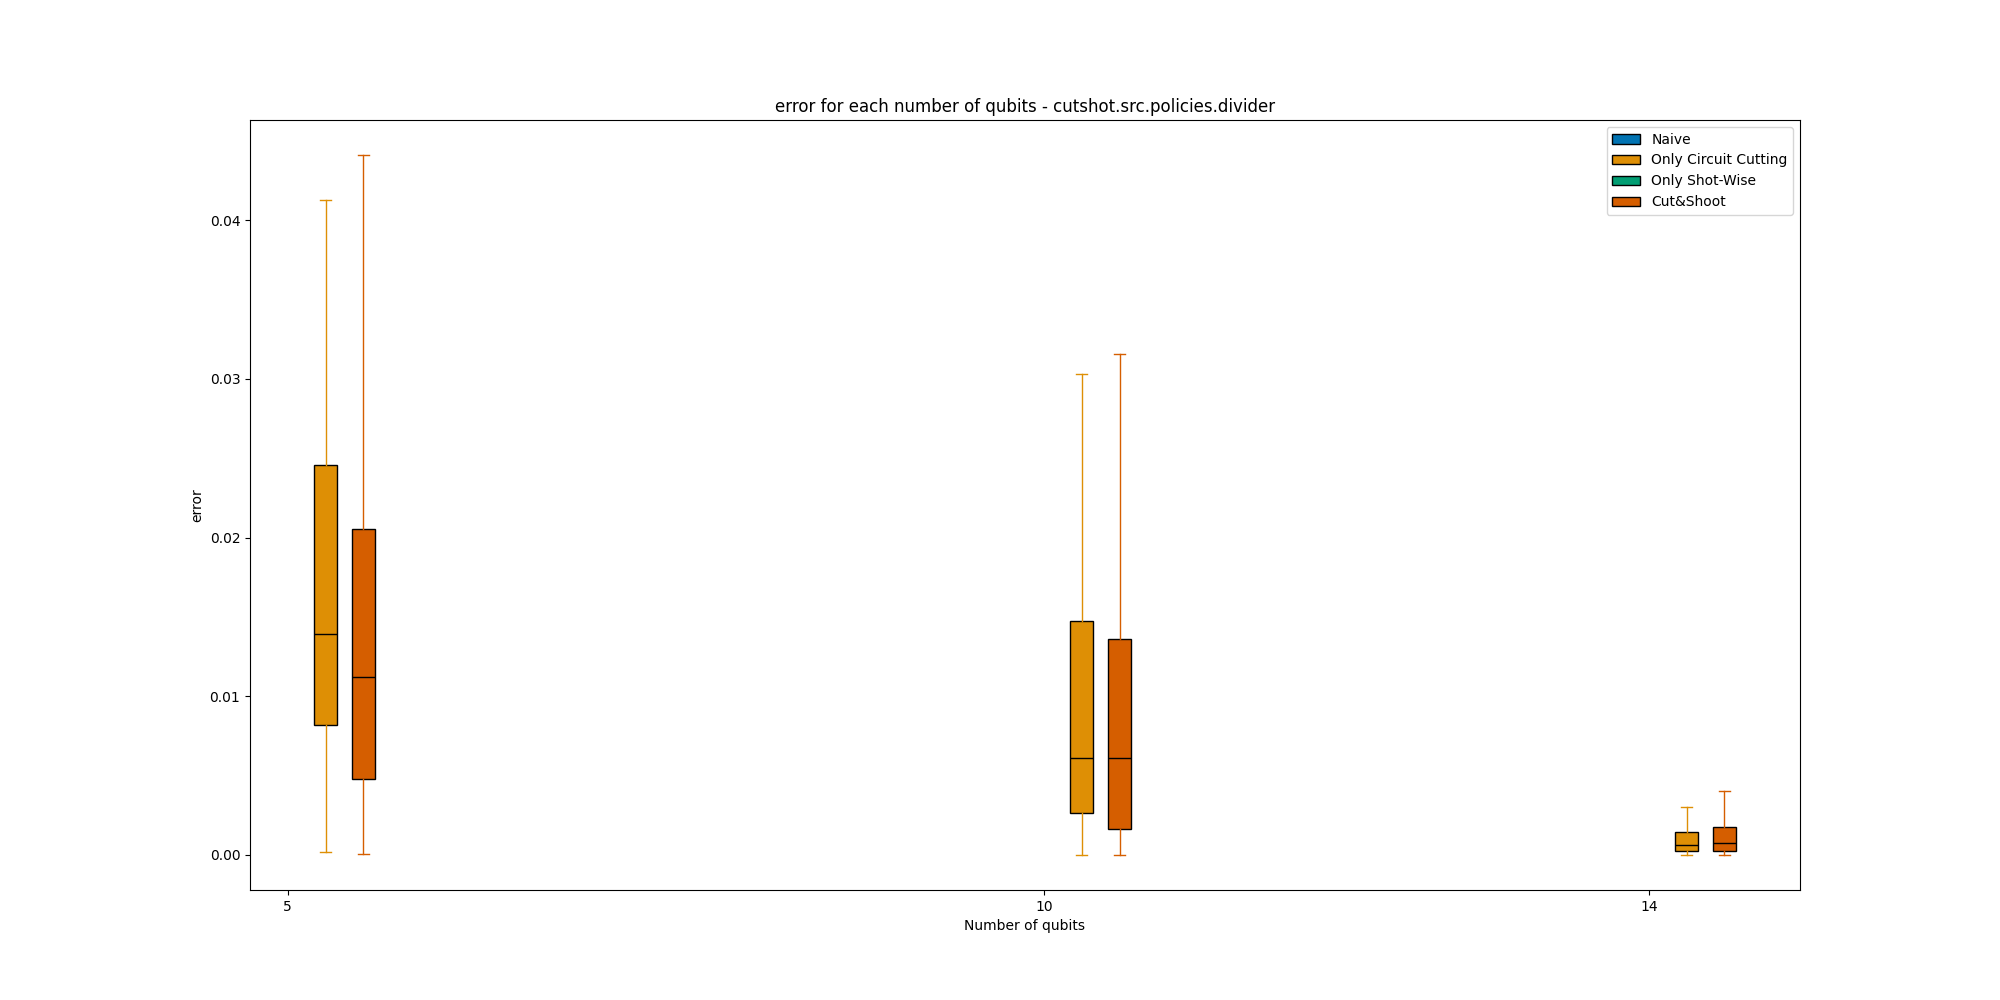 error for each number of qubits - cutshot.src.policies.divider
Naive
Only Circuit Cutting
Only Shot-Wise
Cut&Shoot
0.04
0.03
0.02
0.01
0.00
error
5
10
14
Number of qubits